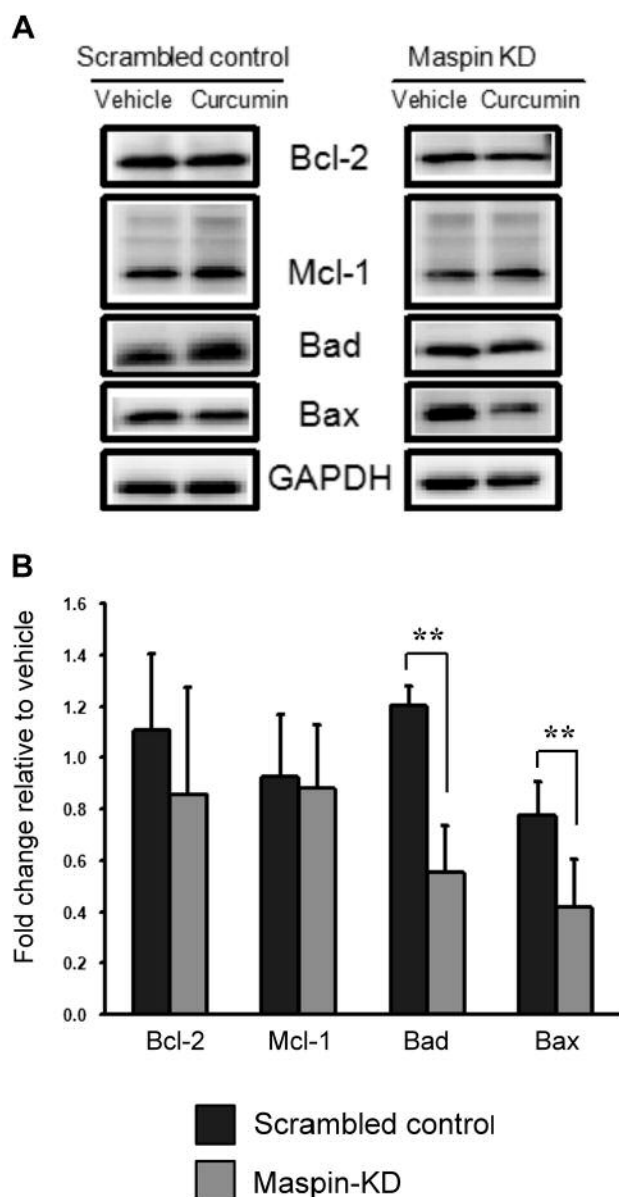 A
Scrambled control Maspin KD
Vehicle Curcumin Vehicle Curcumin
Bcl-2
Mcl-1
Bad
Bax
GAPDH
B
Fold change relative to vehicle
1.6
1.4
1.2
1.0
0.8
0.6
0.4
0.2
0.0
**
**
Bcl-2 Mcl-1 Bad Bax
Scrambled control
Maspin-KD